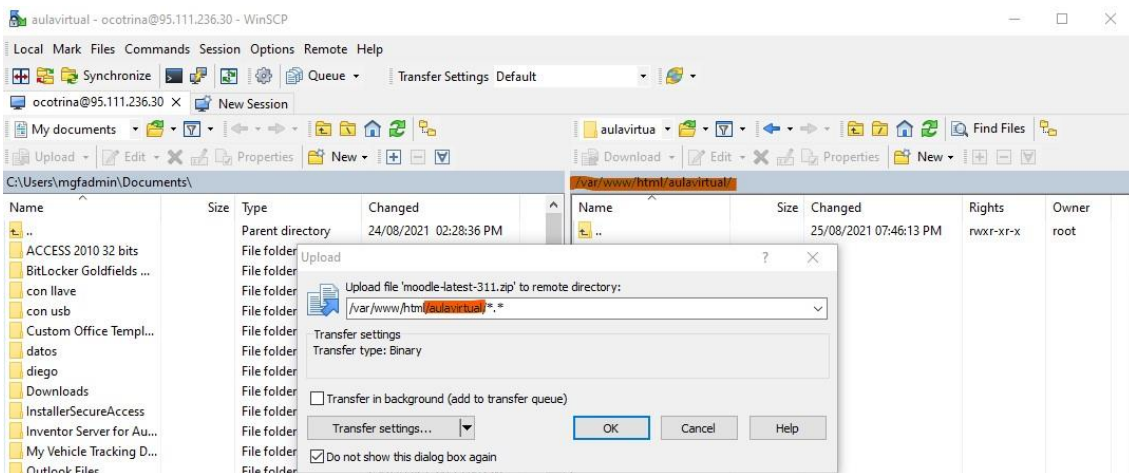 aulavirtual - ocotrina@95.111.236.30 - WinSCP
Local Mark Files Commands Session Options Remote Help
Synchronize Queue Transfer Settings Default
ocotrina@95.111.236.30 × New Session
My documents
Upload Edit Properties New
C:\Users\mgfadmin\Documents\
Name Size Type Changed
.. Parent directory 24/08/2021 02:28:36 PM
ACCESS 2010 32 bits File folder
BitLocker Goldfields ... File folder
con llave File folder
con usb File folder
Custom Office Templ... File folder
datos File folder
diego File folder
Downloads File folder
InstallerSecureAccess File folder
Inventor Server for Au... File folder
My Vehicle Tracking D... File folder
Outlook Files File folder
aulavirtua Find Files
Download Edit Properties New
/var/www/html/aulavirtual/
Name Size Changed Rights Owner
.. 25/08/2021 07:46:13 PM rwxr-xr-x root
Upload ? ×
Upload file 'moodle-latest-311.zip' to remote directory:
/var/www/html/aulavirtual/*.*
Transfer settings
Transfer type: Binary
Transfer in background (add to transfer queue)
Transfer settings... OK Cancel Help
Do not show this dialog box again